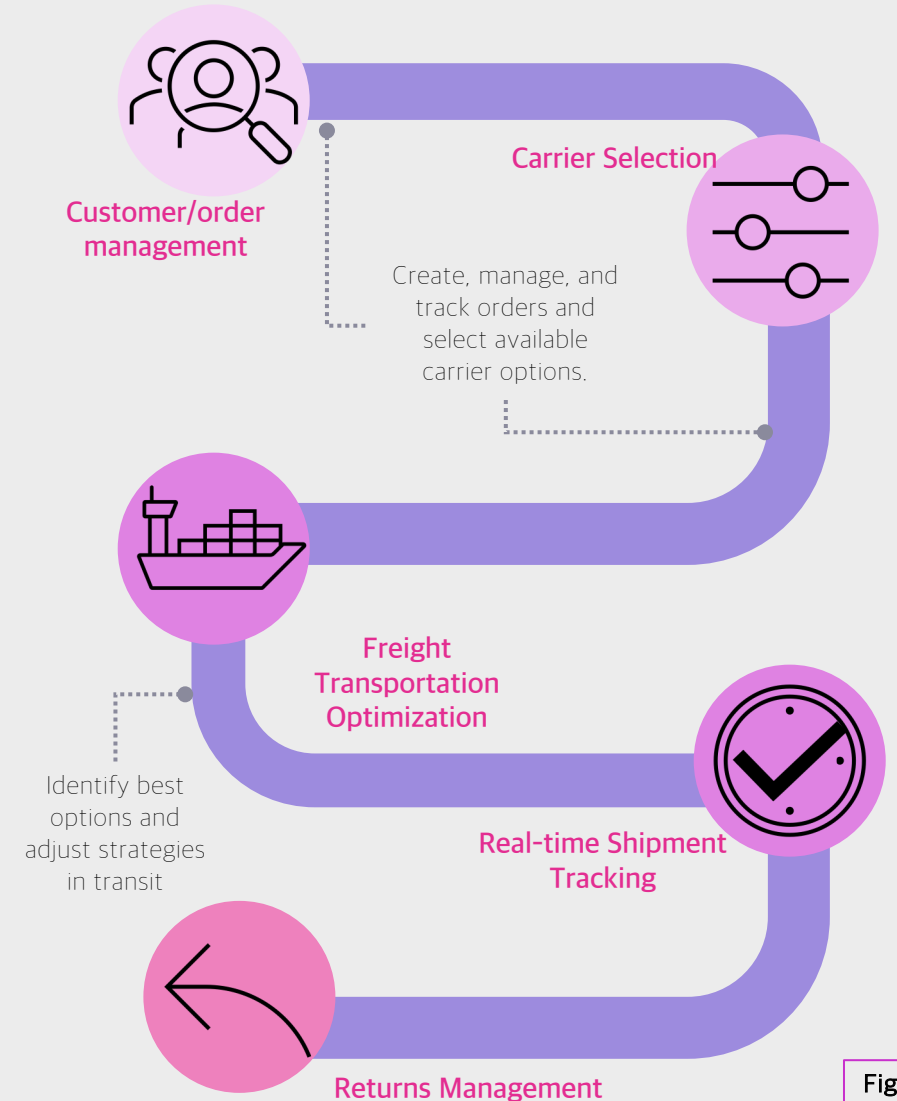 Customer/order
management
Carrier Selection
Create, manage, and
track orders and
select available
carrier options.
Freight
Transportation
Optimization
Identify best
options and
adjust strategies
in transit
Real-time Shipment
Tracking
Returns Management
Fig